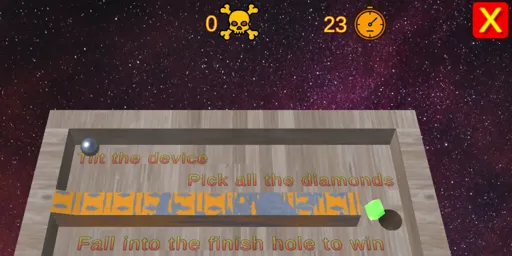 0
23
X
Tilt the device
Pick all the diamonds
Fall into the finish hole to win